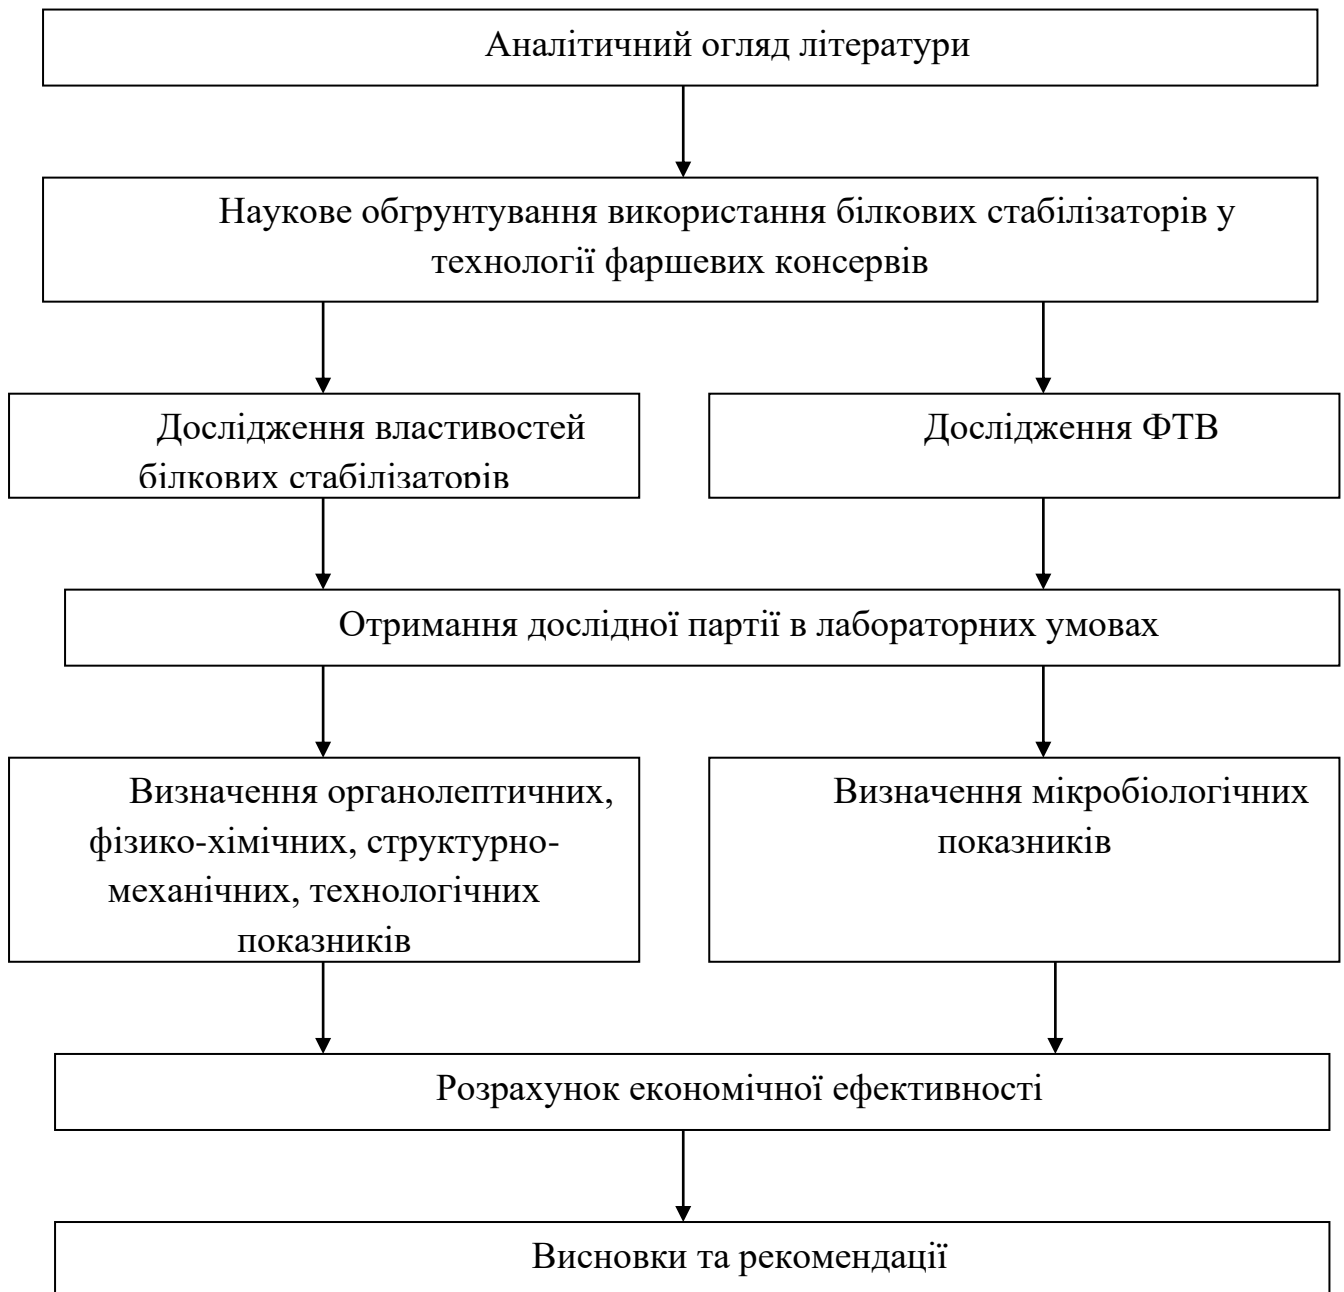 Аналітичний огляд літератури
Наукове обгрунтування використання білкових стабілізаторів у
технології фаршевих консервів
Дослідження властивостей
білкових стабілізаторів
Дослідження ФТВ
Отримання дослідної партії в лабораторних умовах
Визначення органолептичних,
фізико-хімічних, структурно-
механічних, технологічних
показників
Визначення мікробіологічних
показників
Розрахунок економічної ефективності
Висновки та рекомендації